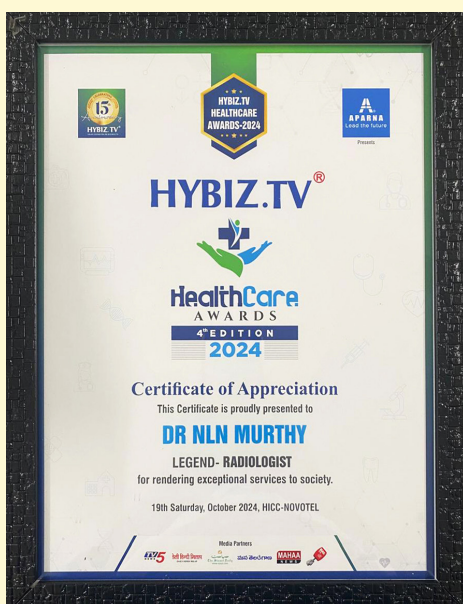 15
HYBIZ.TV
HYBIZ.TV
HEALTHCARE
AWARDS-2024
A
APARNA
Lead the future
Presents
HYBIZ.TV®
HealthCare
AWARDS
4th EDITION
2024
Certificate of Appreciation
This Certificate is proudly presented to
DR NLN MURTHY
LEGEND- RADIOLOGIST
for rendering exceptional services to society.
19th Saturday, October 2024, HICC-NOVOTEL
Media Partners
TV5
NEWS
डेली हिन्दी मिलाप
మన తెలంగాణ
MAHAA
NEWS